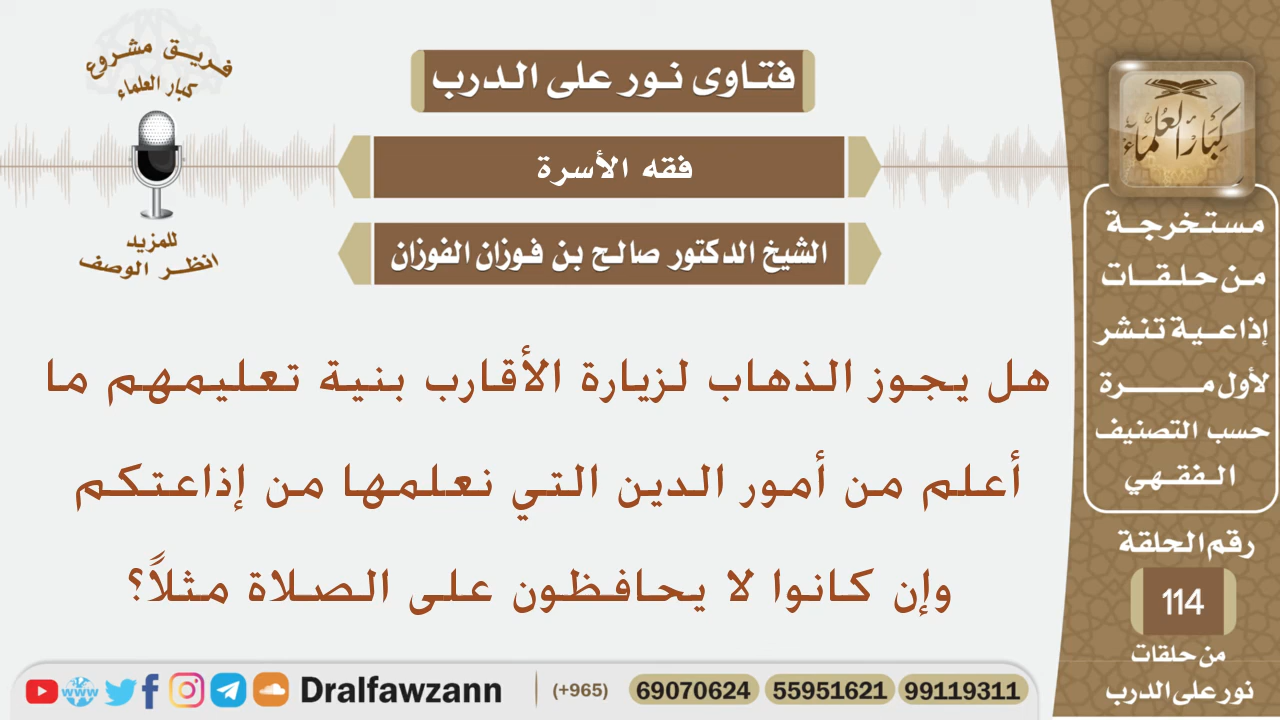 فريق مشروع
كبار العلماء
للمزيد
انظر الوصف
فتاوى نور على الدرب
فقه الأسرة
الشيخ الدكتور صالح بن فوزان الفوزان
هل يجوز الذهاب لزيارة الأقارب بنية تعليمهم ما
أعلم من أمور الدين التي نعلمها من إذاعتكم
وإن كانوا لا يحافظون على الصلاة مثلاً؟
كبار العلماء
مستخرجة
من حلقات
إذاعية تنشر
لأول مرة
حسب التصنيف
الفقهي
رقم الحلقة
114
من حلقات
نور على الدرب
www Dralfawzann (+965) 69070624 55951621 99119311